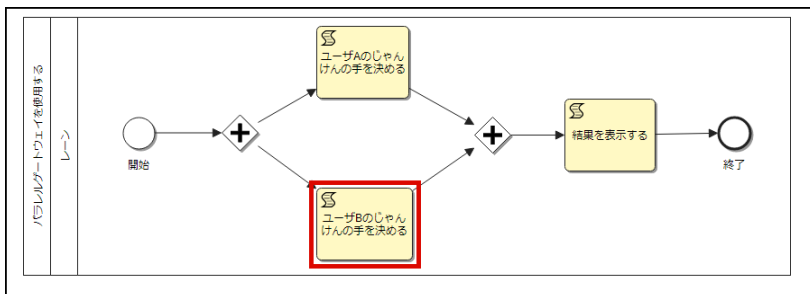 パラレルゲートウェイを使用する
レーン
開始
ユーザAのじゃん
けんの手を決める
ユーザBのじゃん
けんの手を決める
結果を表示する
終了